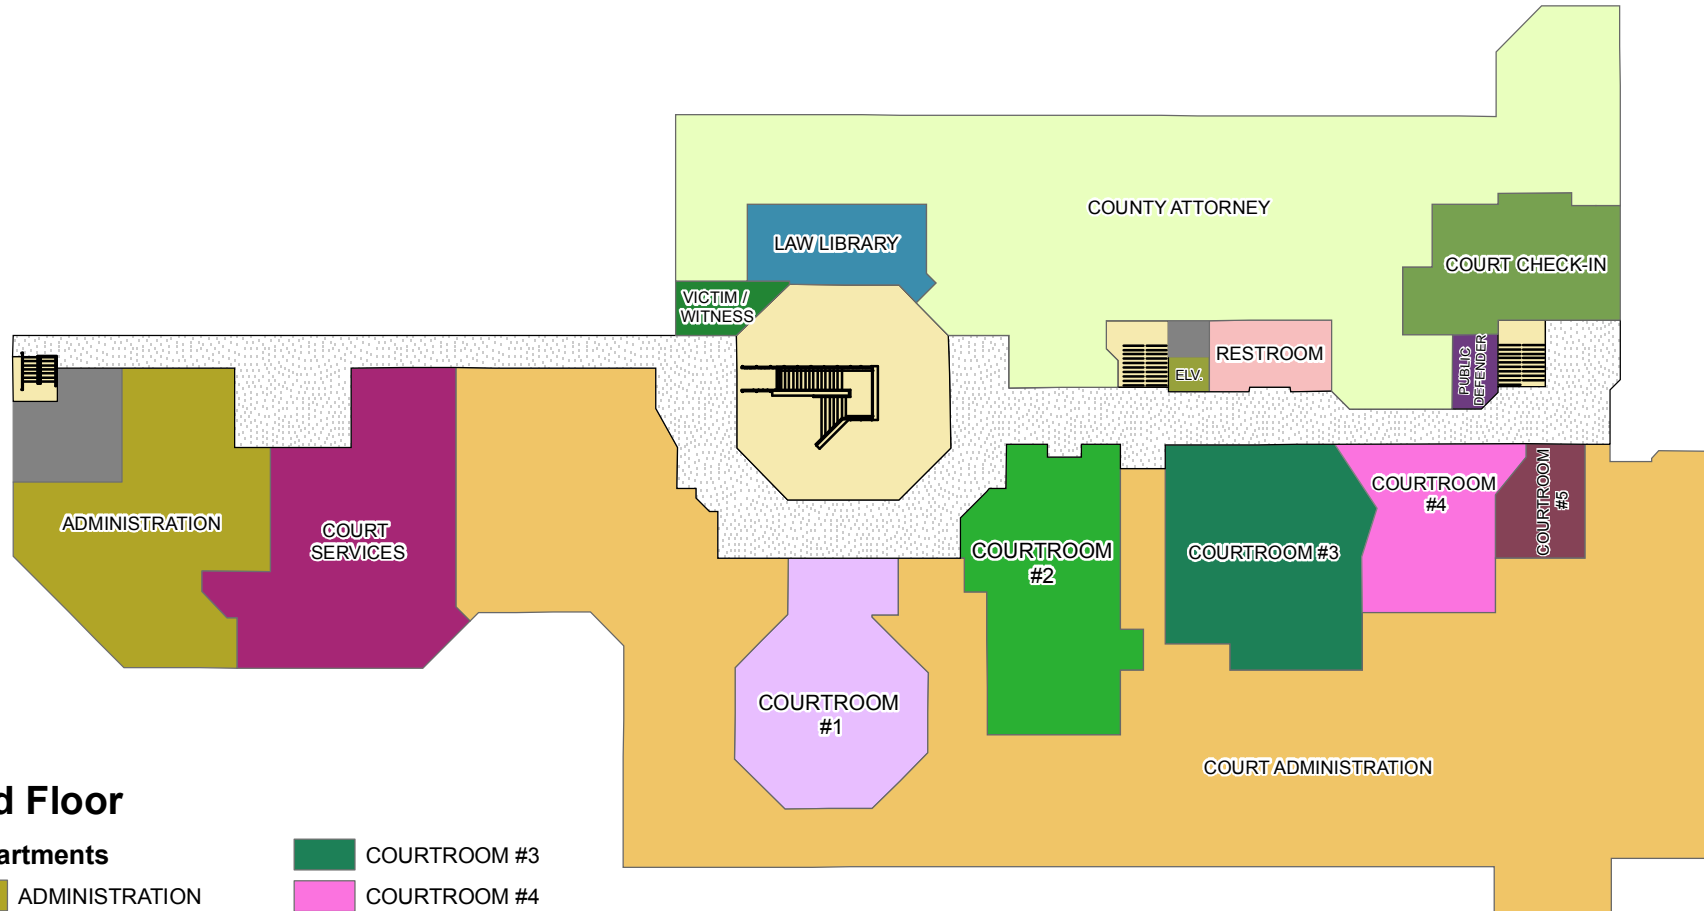 COUNTY ATTORNEY
LAW LIBRARY
COURT CHECK-IN
VICTIM /
WITNESS
RESTROOM
ELV.
PUBLIC
DEFENDER
ADMINISTRATION
COURT
SERVICES
COURTROOM
#2
COURTROOM #3
COURTROOM
#4
COURTROOM
#5
COURTROOM
#1
COURT ADMINISTRATION
d Floor
artments
COURTROOM #3
ADMINISTRATION
COURTROOM #4